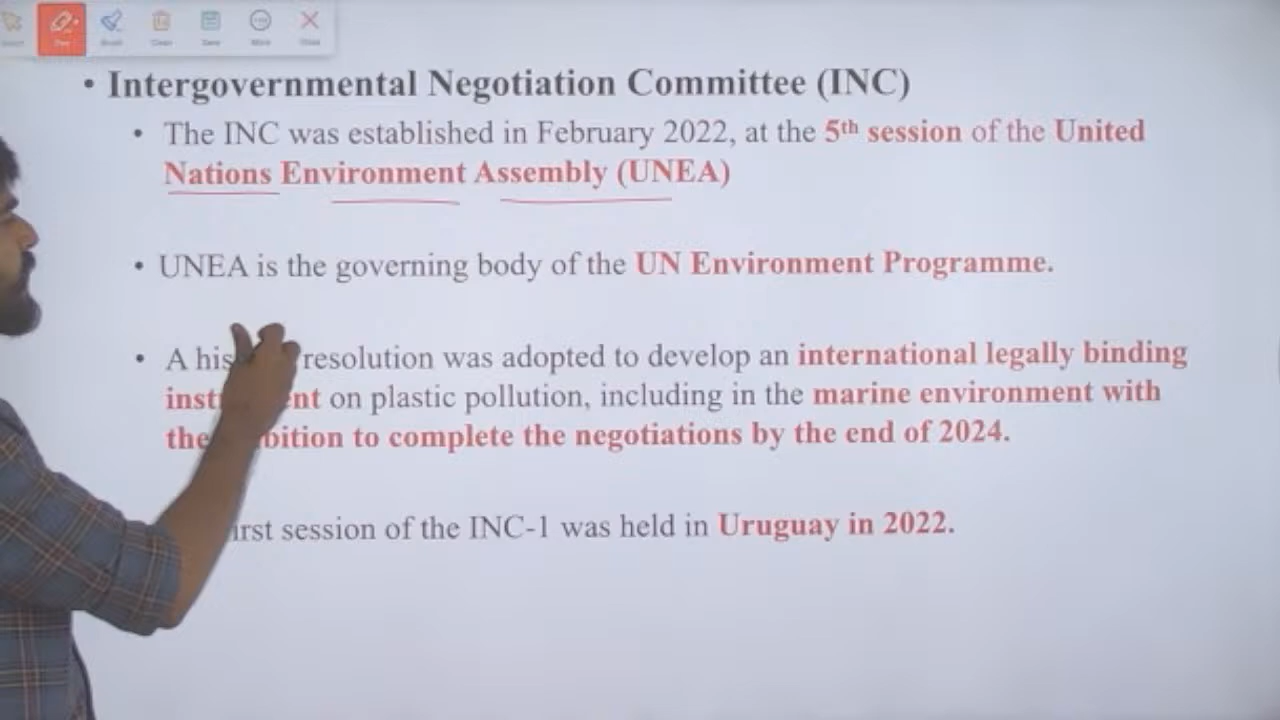 • Intergovernmental Negotiation Committee (INC)
• The INC was established in February 2022, at the 5th session of the United
Nations Environment Assembly (UNEA)
• UNEA is the governing body of the UN Environment Programme.
• A resolution was adopted to develop an international legally binding
on plastic pollution, including in the marine environment with
to complete the negotiations by the end of 2024.
session of the INC-1 was held in Uruguay in 2022.